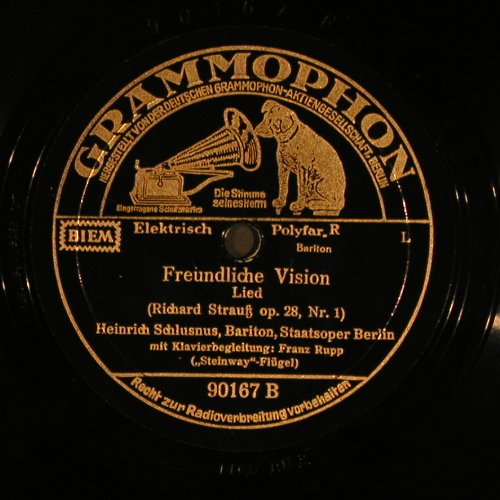 90167
GRAMMOPHON
HERGESTELLT VON DER DEUTSCHEN GRAMMOPHON-AKTIENGESELLSCHAFT. BERLIN
Die Stimme
seines Herrn
Eingetragene Schutzmarke
BIEM Elektrisch Polyfar, R L
Bariton
Freundliche Vision
Lied
(Richard Strauß op. 28, Nr. 1)
Heinrich Schlusnus, Bariton, Staatsoper Berlin
mit Klavierbegleitung: Franz Rupp
(„Steinway“-Flügel)
90167 B
Recht zur Radioverbreitung vorbehalten